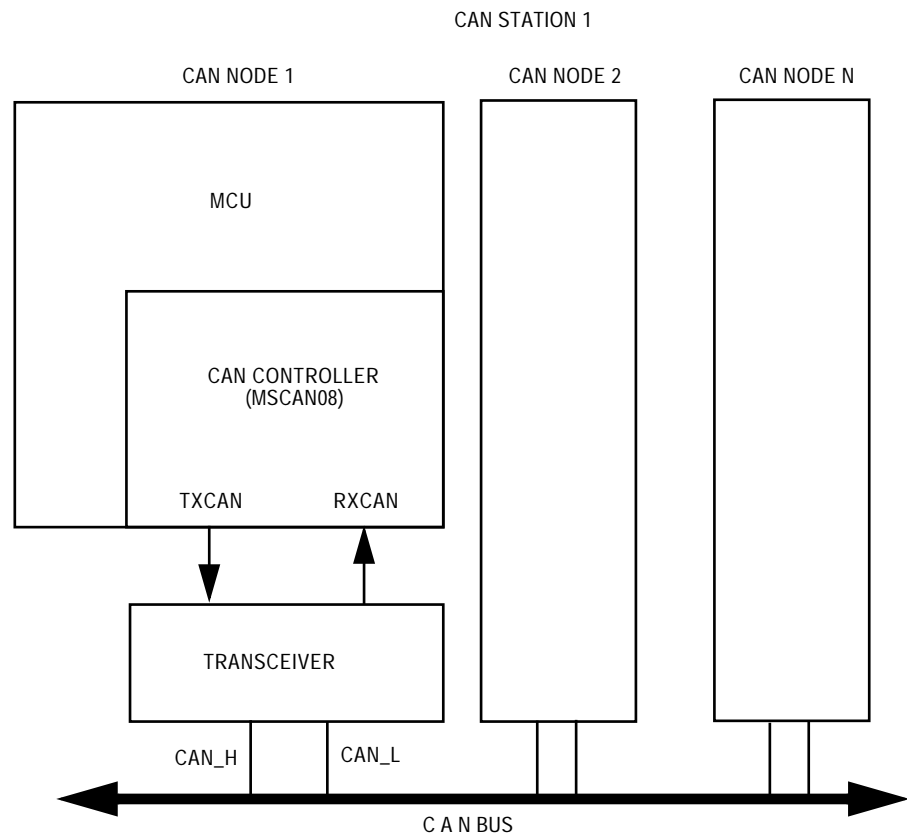 CAN STATION 1
CAN NODE 1
CAN NODE 2
CAN NODE N
MCU
CAN CONTROLLER
(MSCAN08)
TXCAN
RXCAN
TRANSCEIVER
CAN_H
CAN_L
C A N BUS